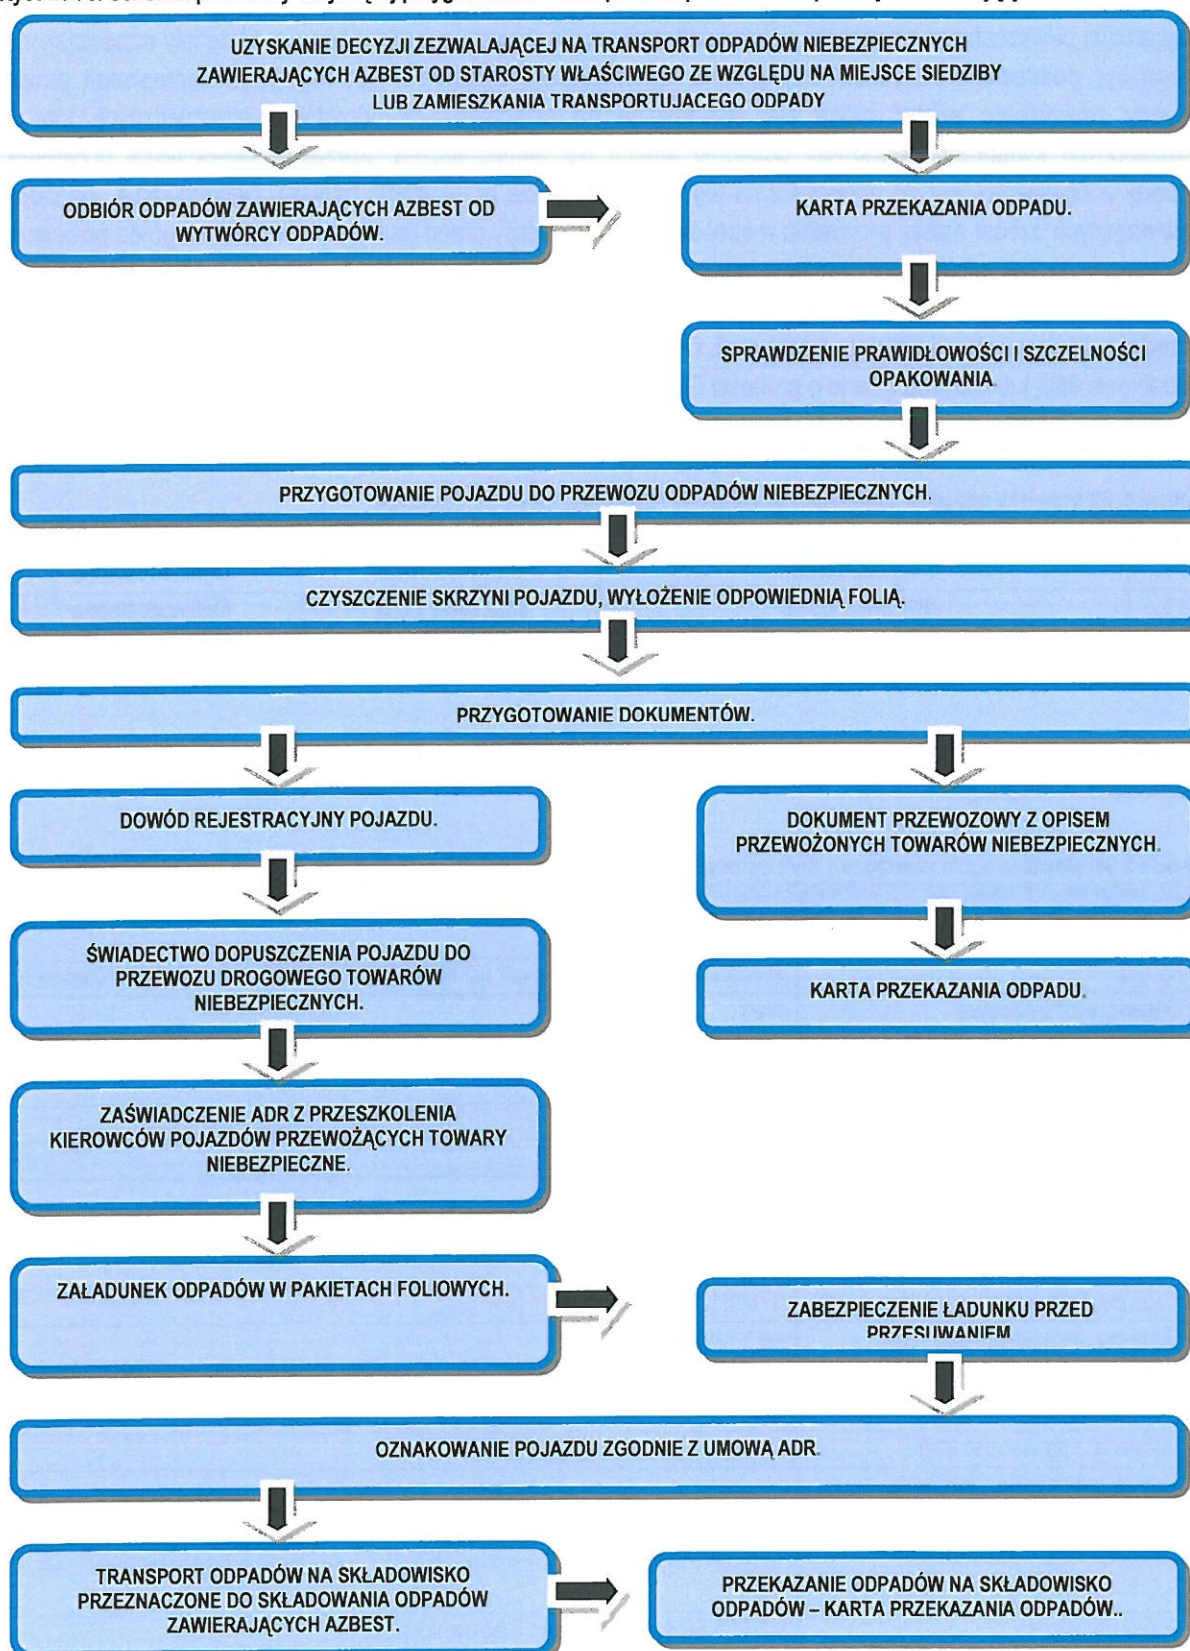 UZYSKANIE DECYZJI ZEZWALAJĄCEJ NA TRANSPORT ODPADÓW NIEBEZPIECZNYCH
ZAWIERAJĄCYCH AZBEST OD STAROSTY WŁAŚCIWEGO ZE WZGLĘDU NA MIEJSCE SIEDZIBY
LUB ZAMIESZKANIA TRANSPORTUJACEGO ODPADY
ODBIÓR ODPADÓW ZAWIERAJĄCYCH AZBEST OD
WYTWÓRCY ODPADÓW.
KARTA PRZEKAZANIA ODPADU.
SPRAWDZENIE PRAWIDŁOWOŚCI I SZCZELNOŚCI
OPAKOWANIA.
PRZYGOTOWANIE POJAZDU DO PRZEWOZU ODPADÓW NIEBEZPIECZNYCH.
CZYSZCZENIE SKRZYNI POJAZDU, WYŁOŻENIE ODPOWIEDNIĄ FOLIĄ.
PRZYGOTOWANIE DOKUMENTÓW.
DOWÓD REJESTRACYJNY POJAZDU.
DOKUMENT PRZEWOZOWY Z OPISEM
PRZEWOŻONYCH TOWARÓW NIEBEZPIECZNYCH.
ŚWIADECTWO DOPUSZCZENIA POJAZDU DO
PRZEWOZU DROGOWEGO TOWARÓW
NIEBEZPIECZNYCH.
KARTA PRZEKAZANIA ODPADU.
ZAŚWIADCZENIE ADR Z PRZESZKOLENIA
KIEROWCÓW POJAZDÓW PRZEWOŻĄCYCH TOWARY
NIEBEZPIECZNE.
ZAŁADUNEK ODPADÓW W PAKIETACH FOLIOWYCH.
ZABEZPIECZENIE ŁADUNKU PRZED
PRZESUWANIEM
OZNAKOWANIE POJAZDU ZGODNIE Z UMOWĄ ADR.
TRANSPORT ODPADÓW NA SKŁADOWISKO
PRZEZNACZONE DO SKŁADOWANIA ODPADÓW
ZAWIERAJĄCYCH AZBEST.
PRZEKAZANIE ODPADÓW NA SKŁADOWISKO
ODPADÓW – KARTA PRZEKAZANIA ODPADÓW..